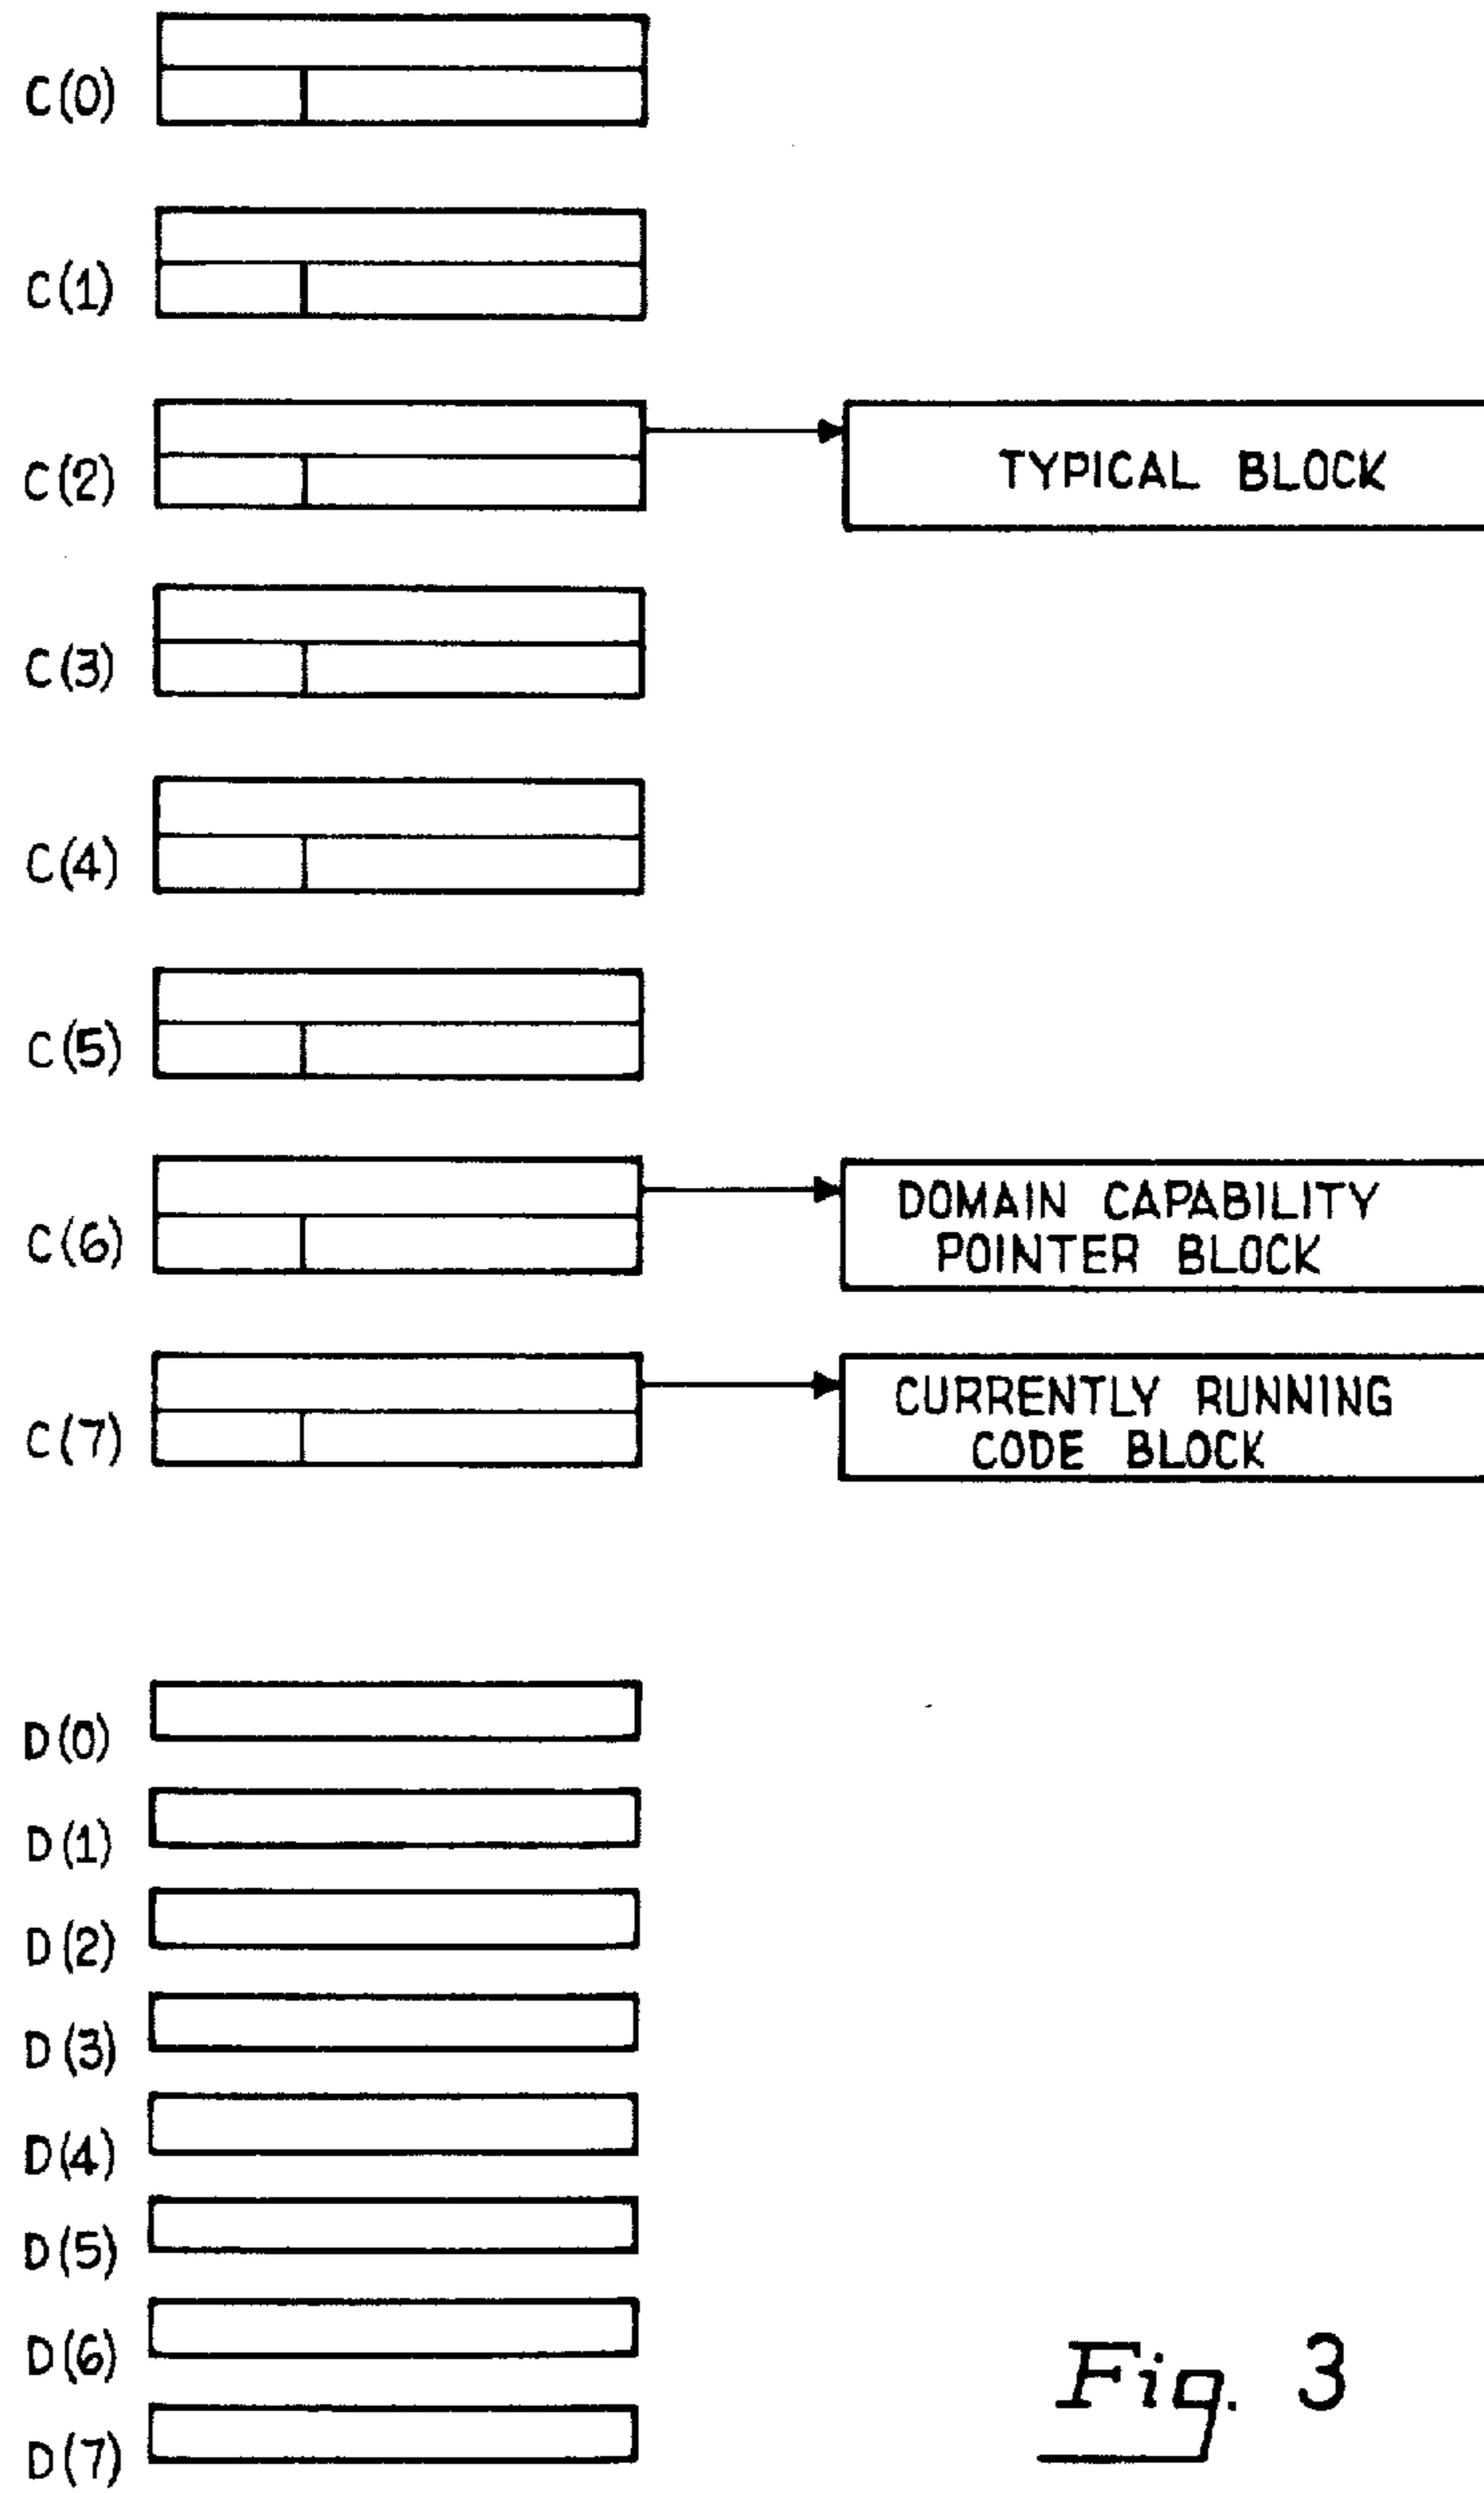 C(0)
C(1)
C(2)
TYPICAL BLOCK
C(3)
C(4)
C(5)
C(6)
DOMAIN CAPABILITY
POINTER BLOCK
C(7)
CURRENTLY RUNNING
CODE BLOCK
D(0)
D(1)
D(2)
D(3)
D(4)
D(5)
D(6)
D(7)
Fig. 3